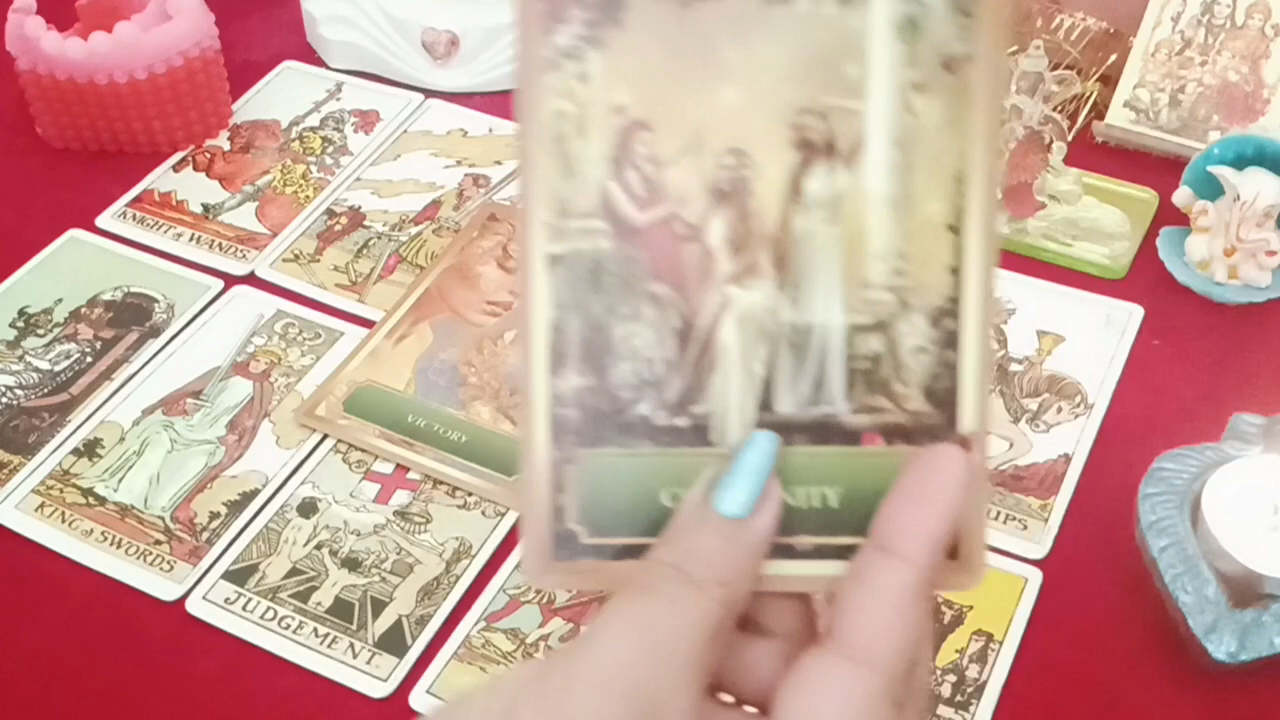 KNIGHT of WANDS.
VICTORY
KING of SWORDS
JUDGEMENT.
UPS